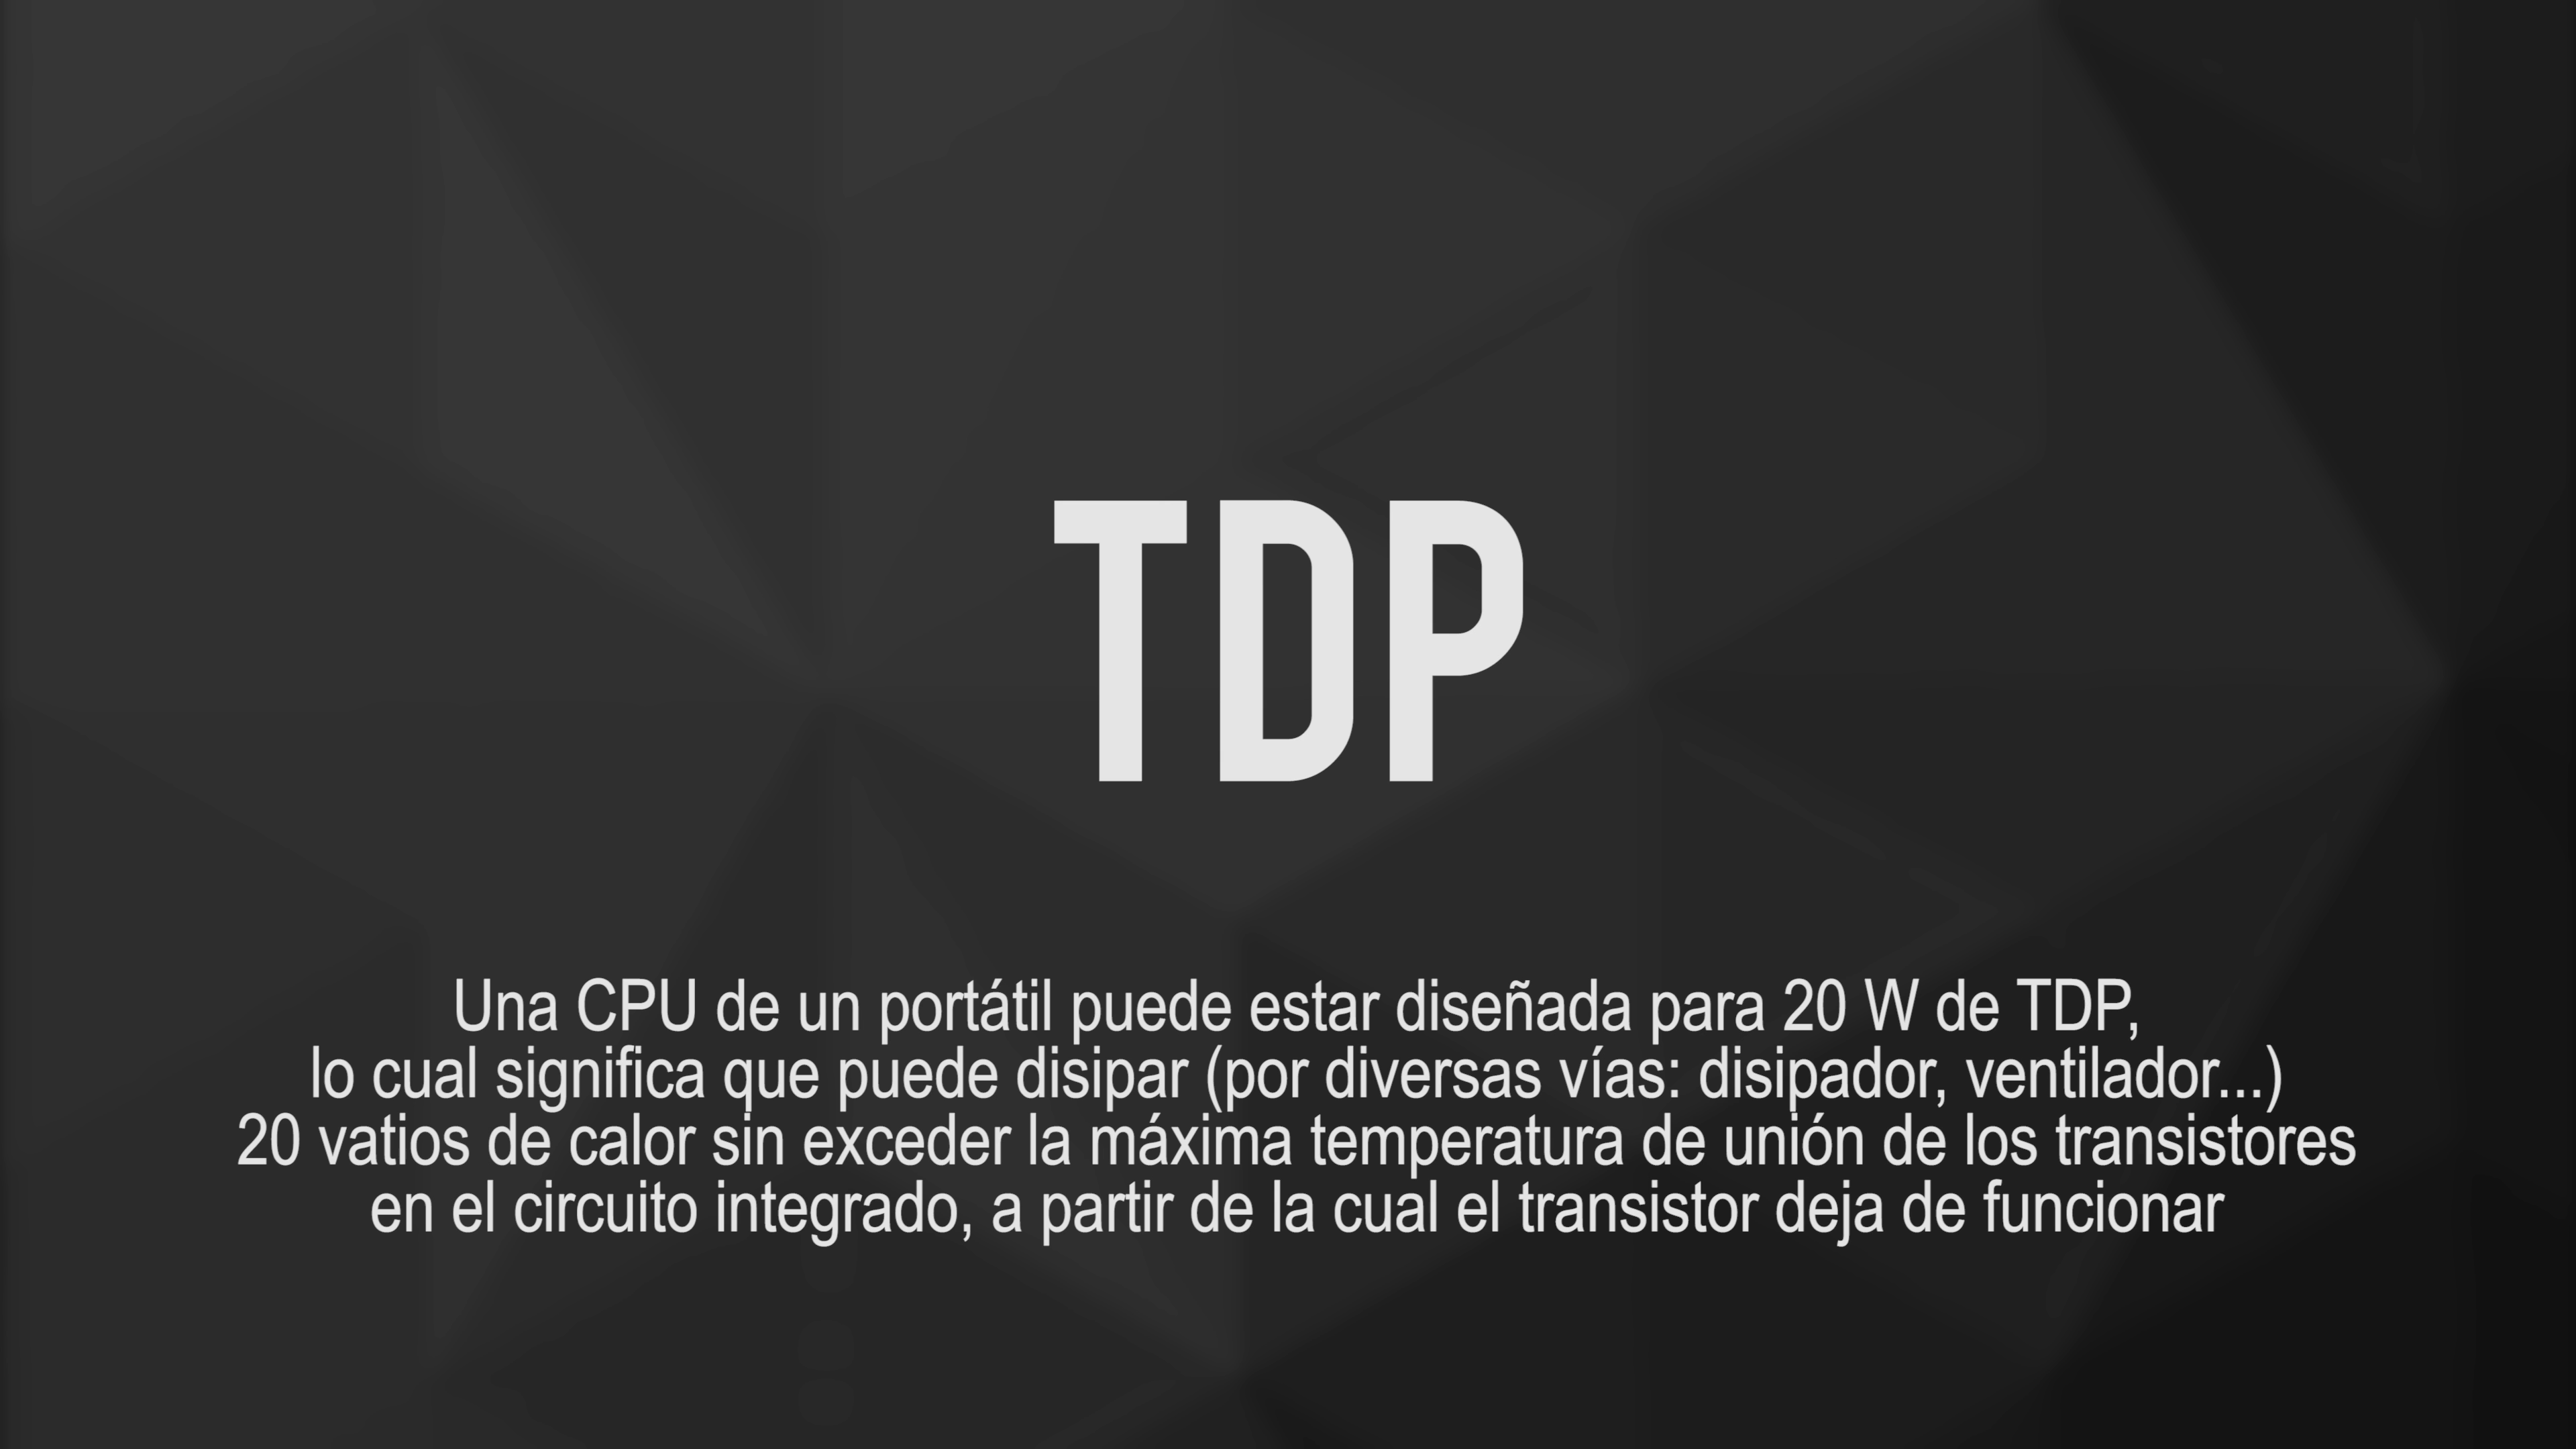 TDP
Una CPU de un portátil puede estar diseñada para 20 W de TDP,
lo cual significa que puede disipar (por diversas vías: disipador, ventilador...)
20 vatios de calor sin exceder la máxima temperatura de unión de los transistores
en el circuito integrado, a partir de la cual el transistor deja de funcionar